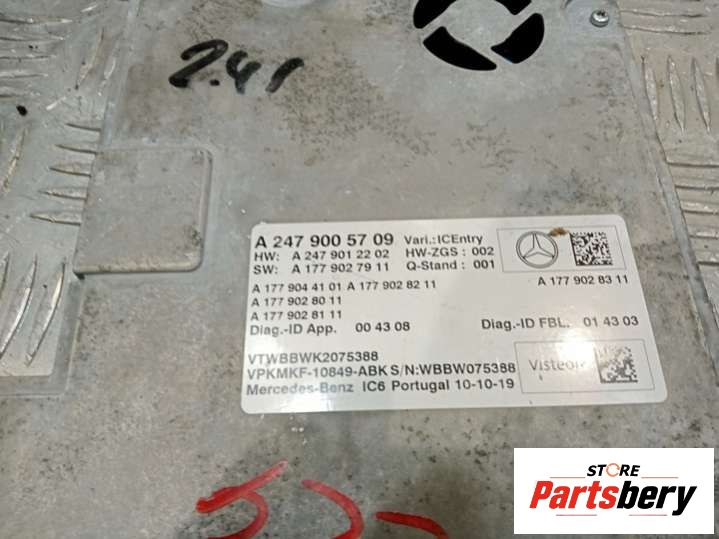 2.41
A 247 900 57 09 Vari.:ICEntry
HW: A 247 901 22 02 HW-ZGS : 002
SW: A 177 902 79 11 Q-Stand : 001
A 177 904 41 01 A 177 902 82 11 A 177 902 83 11
A 177 902 80 11
A 177 902 81 11
Diag.-ID App. 00 43 08 Diag.-ID FBL. 01 43 03
VTWBBWK2075388
VPKMKF-10849-ABK S/N:WBBW075388 Visteon
Mercedes-Benz IC6 Portugal 10-10-19
STORE
Partsbery